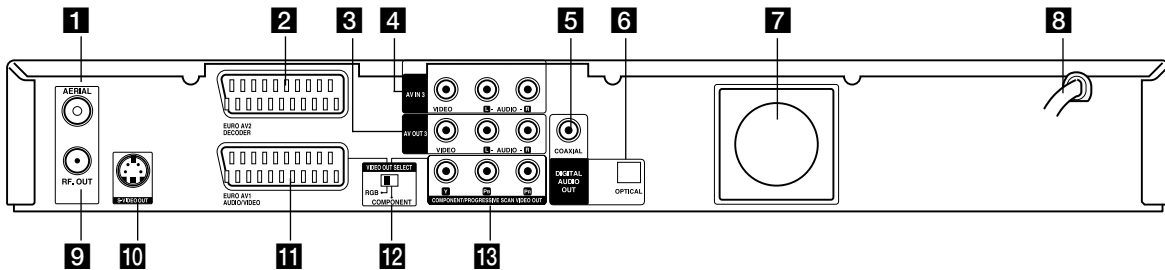 1 2 3 4 5 6 7 8
AERIAL
RF. OUT
S-VIDEO OUT
EURO AV2
DECODER
EURO AV1
AUDIO/VIDEO
AV IN 3
VIDEO L - AUDIO - R
AV OUT 3
VIDEO L - AUDIO - R
VIDEO OUT SELECT
RGB
COMPONENT
Y PB PR
COMPONENT/PROGRESSIVE SCAN VIDEO OUT
COAXIAL
DIGITAL
AUDIO
OUT
OPTICAL
9 10 11 12 13